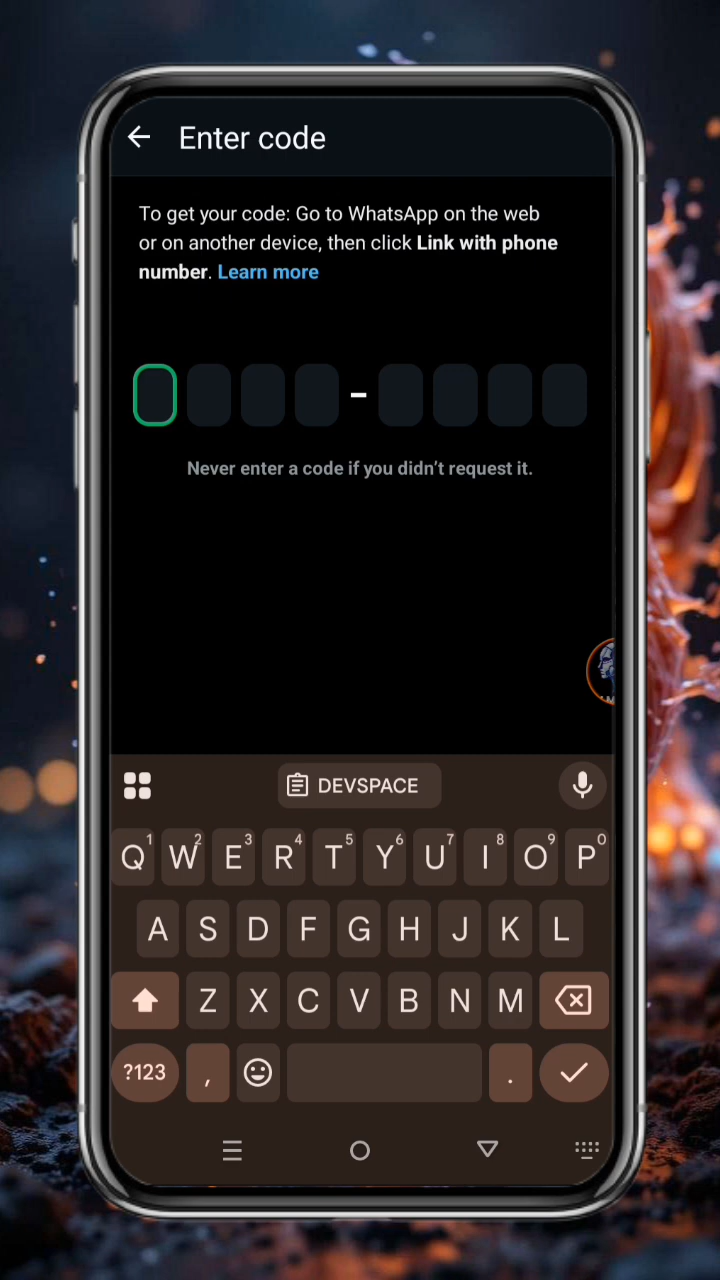 Enter code
To get your code: Go to WhatsApp on the web
or on another device, then click Link with phone
number. Learn more
-
Never enter a code if you didn’t request it.
DEVSPACE
Q1 W2 E3 R4 T5 Y6 U7 I8 O9 P0
A S D F G H J K L
Z X C V B N M
?123 , .